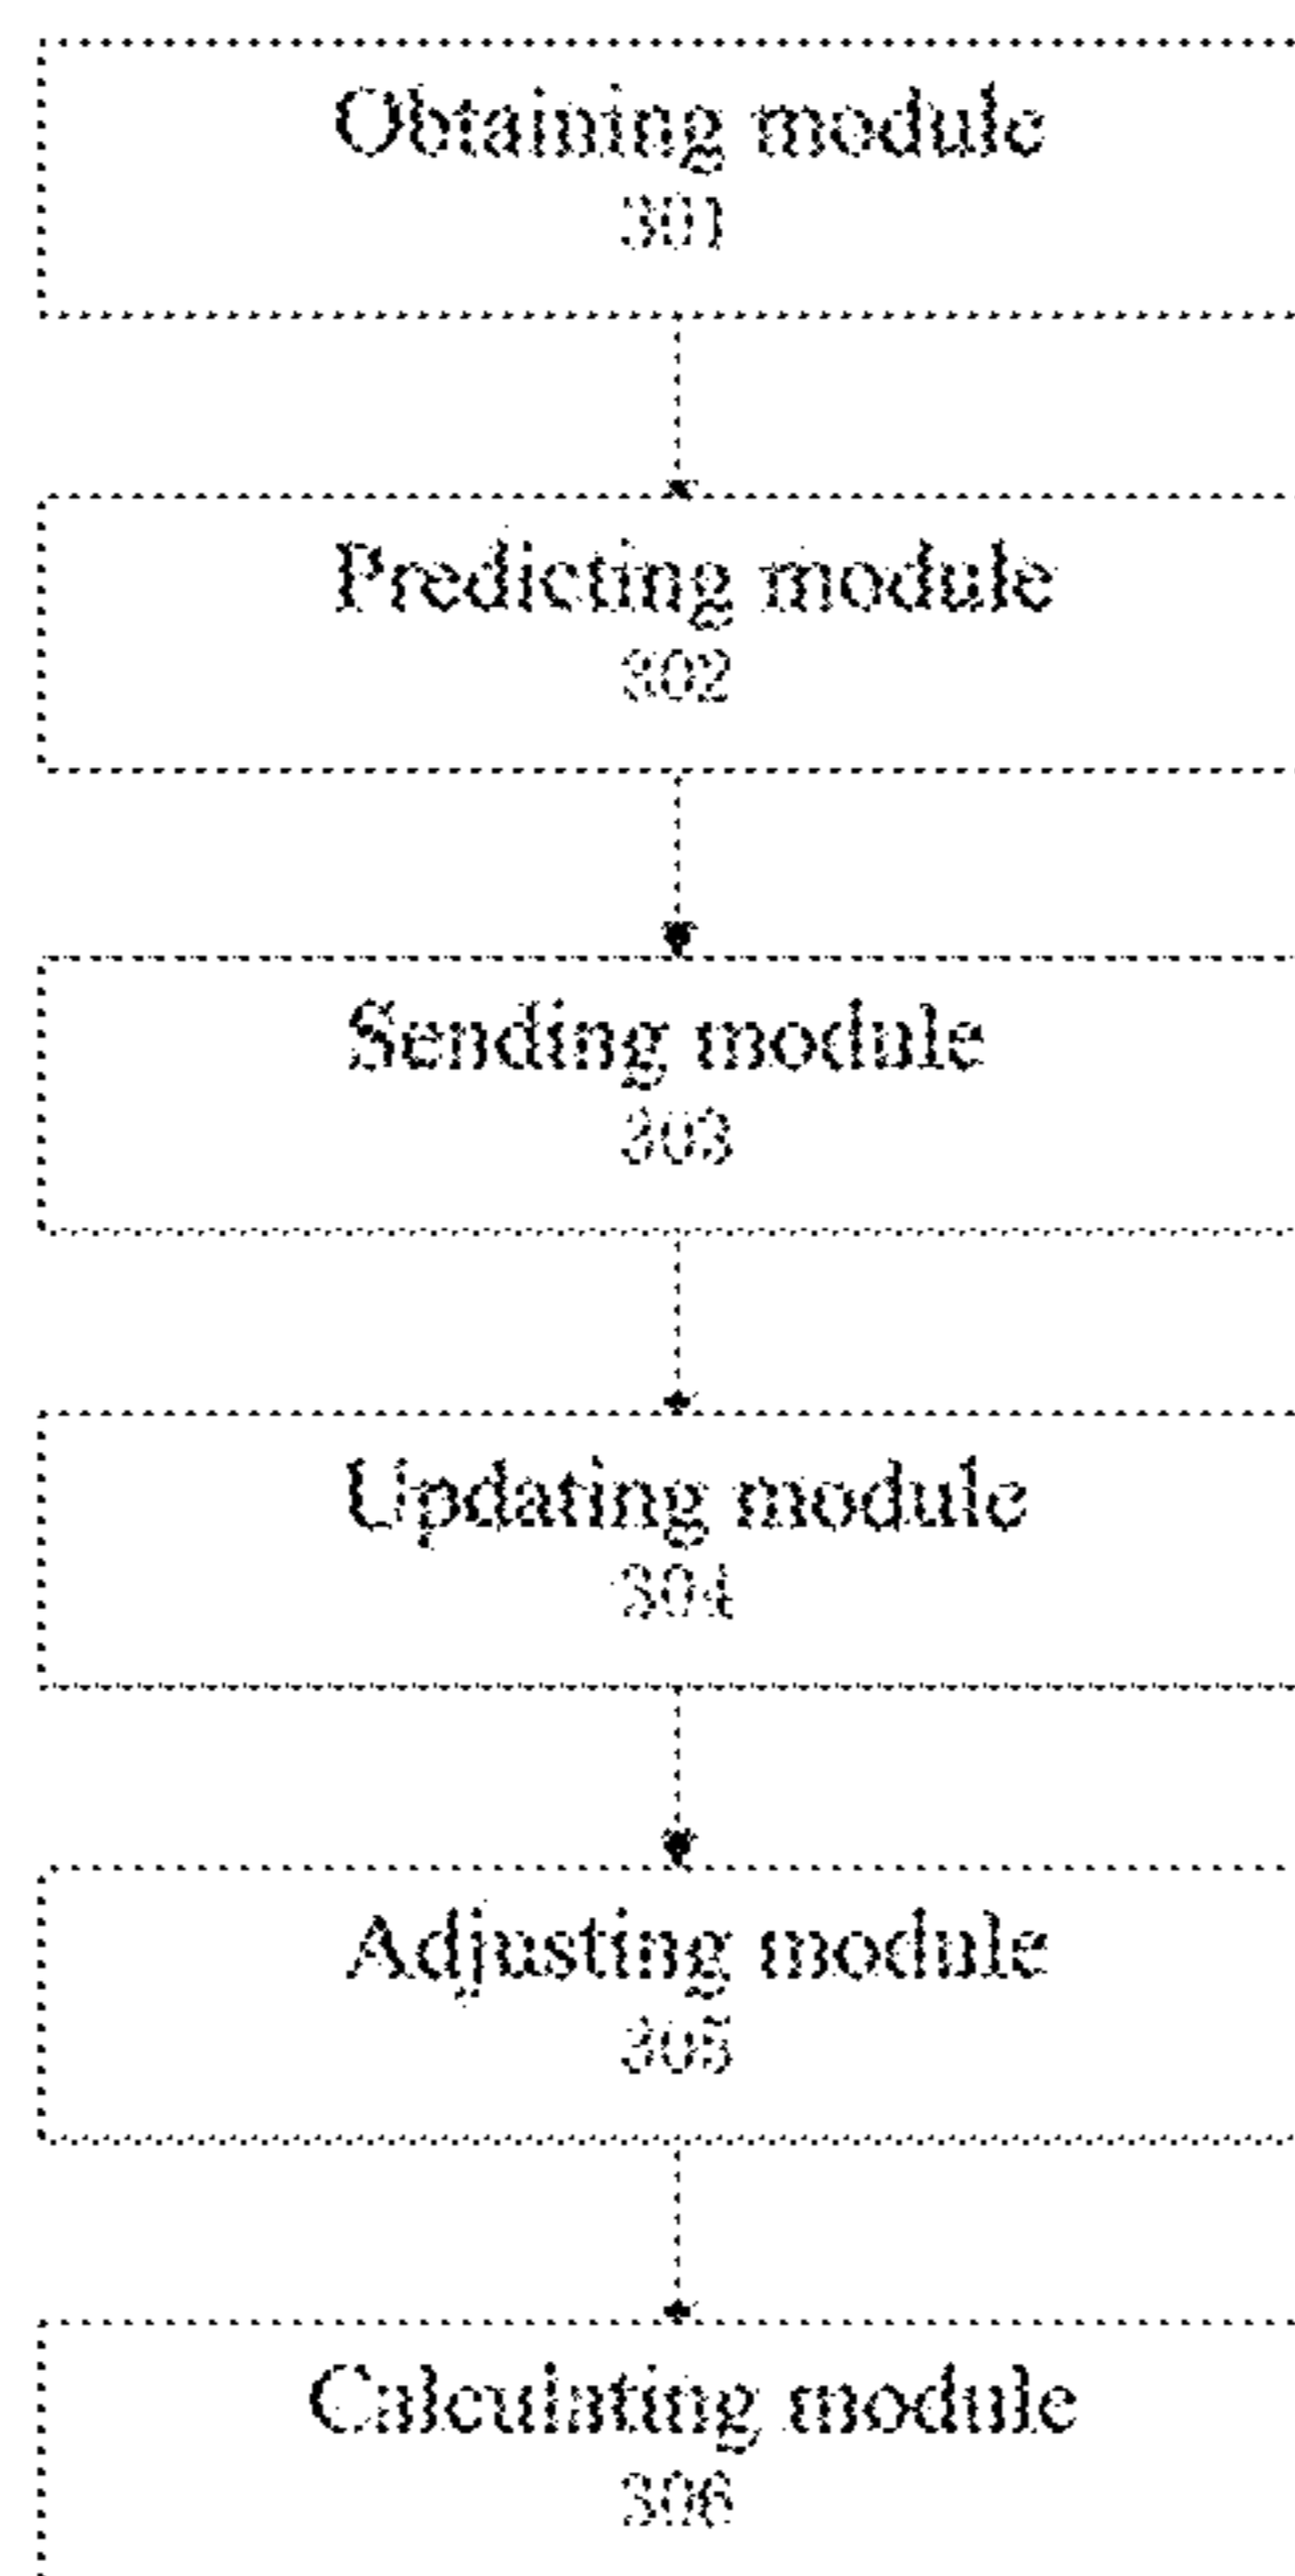 Obtaining module
301
Predicting module
302
Sending module
303
Updating module
304
Adjusting module
305
Calculating module
306